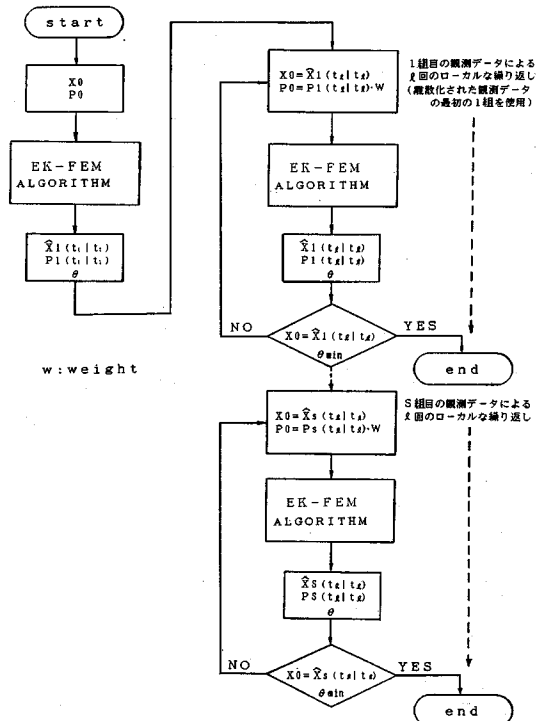 start
X0
P0
EK-FEM
ALGORITHM
X̂1(t₁|t₁)
P1(t₁|t₁)
θ
w:weight
X0=X̂1(tℓ|tℓ)
P0=P1(tℓ|tℓ)·W
EK-FEM
ALGORITHM
X̂1(tℓ|tℓ)
P1(tℓ|tℓ)
θ
NO
X0=X̂1(tℓ|tℓ)
θmin
YES
end
1組目の観測データによる
ℓ回のローカルな繰り返し
(離散化された観測データ
の最初の1組を使用)
X0=X̂s(tℓ|tℓ)
P0=Ps(tℓ|tℓ)·W
EK-FEM
ALGORITHM
X̂S(tℓ|tℓ)
PS(tℓ|tℓ)
θ
NO
X0=X̂s(tℓ|tℓ)
θmin
YES
end
S組目の観測データによる
ℓ回のローカルな繰り返し